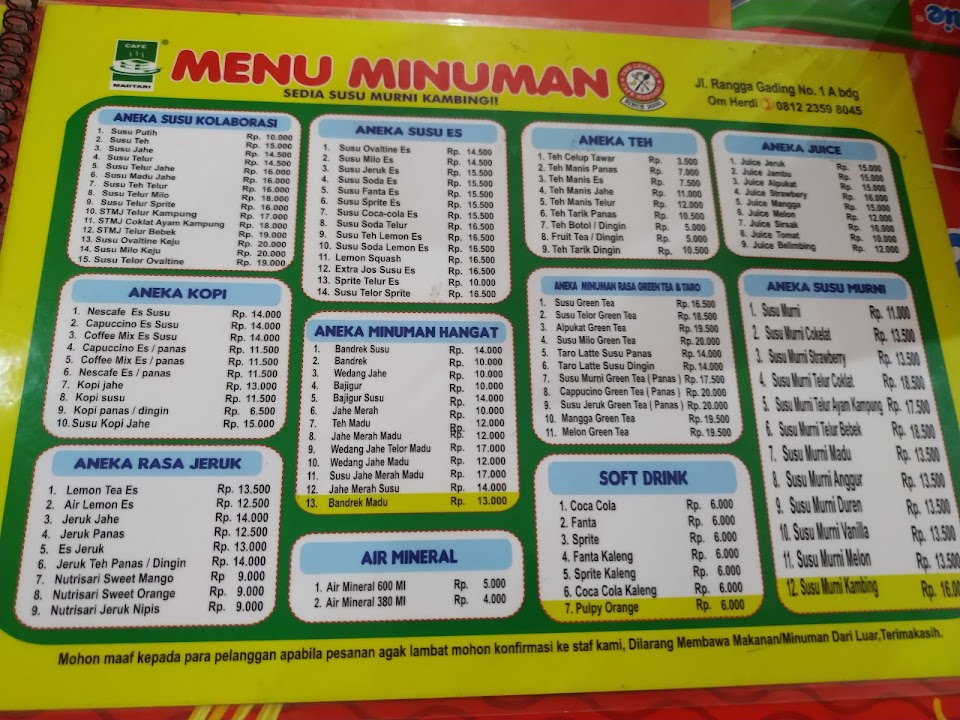 CAFE
MADTARI
MENU MINUMAN
SEDIA SUSU MURNI KAMBING!!
SINCE 2000
Jl. Rangga Gading No. 1 A bdg
Om Herdi 0812 2359 8045
ANEKA SUSU KOLABORASI
1. Susu Putih Rp. 10.000
2. Susu Teh Rp. 15.000
3. Susu Jahe Rp. 14.500
4. Susu Telur Rp. 14.500
5. Susu Telur Jahe Rp. 16.000
6. Susu Madu Jahe Rp. 16.000
7. Susu Teh Telur Rp. 16.000
8. Susu Telur Milo Rp. 18.000
9. Susu Telur Sprite Rp. 16.000
10. STMJ Telur Kampung Rp. 17.000
11. STMJ Coklat Ayam Kampung Rp. 18.000
12. STMJ Telur Bebek Rp. 19.000
13. Susu Ovaltine Keju Rp. 20.000
14. Susu Milo Keju Rp. 20.000
15. Susu Telor Ovaltine Rp. 19.000
ANEKA SUSU ES
1. Susu Ovaltine Es Rp. 14.500
2. Susu Milo Es Rp. 14.500
3. Susu Jeruk Es Rp. 15.500
4. Susu Soda Es Rp. 15.500
5. Susu Fanta Es Rp. 15.500
6. Susu Sprite Es Rp. 15.500
7. Susu Coca-cola Es Rp. 15.500
8. Susu Soda Telur Rp. 16.500
9. Susu Teh Lemon Es Rp. 16.500
10. Susu Soda Lemon Es Rp. 16.500
11. Lemon Squash Rp. 14.500
12. Extra Jos Susu Es Rp. 16.500
13. Sprite Telur Es Rp. 10.000
14. Susu Telor Sprite Rp. 16.500
ANEKA TEH
1. Teh Celup Tawar Rp. 3.500
2. Teh Manis Panas Rp. 7.000
3. Teh Manis Es Rp. 7.500
4. Teh Manis Jahe Rp. 11.000
5. Teh Manis Telur Rp. 12.000
6. Teh Tarik Panas Rp. 10.500
7. Teh Botol / Dingin Rp. 5.000
8. Fruit Tea / Dingin Rp. 5.000
9. Teh Tarik Dingin Rp. 10.500
ANEKA JUICE
1. Juice Jeruk Rp. 15.000
2. Juice Jambu Rp. 15.000
3. Juice Alpukat Rp. 15.000
4. Juice Strawberry Rp. 16.000
5. Juice Mangga Rp. 15.000
6. Juice Melon Rp. 12.000
7. Juice Sirsak Rp. 16.000
8. Juice Tomat Rp. 10.000
9. Juice Belimbing Rp. 12.000
ANEKA KOPI
1. Nescafe Es Susu Rp. 14.000
2. Capuccino Es Susu Rp. 14.000
3. Coffee Mix Es Susu Rp. 14.000
4. Capuccino Es / panas Rp. 11.500
5. Coffee Mix Es / panas Rp. 11.500
6. Nescafe Es / panas Rp. 11.500
7. Kopi jahe Rp. 13.000
8. Kopi susu Rp. 11.500
9. Kopi panas / dingin Rp. 6.500
10. Susu Kopi Jahe Rp. 15.000
ANEKA MINUMAN HANGAT
1. Bandrek Susu Rp. 14.000
2. Bandrek Rp. 10.000
3. Wedang Jahe Rp. 10.000
4. Bajigur Rp. 10.000
5. Bajigur Susu Rp. 14.000
6. Jahe Merah Rp. 10.000
7. Teh Madu Rp. 12.000
8. Jahe Merah Madu Rp. 12.000
9. Wedang Jahe Telor Madu Rp. 17.000
10. Wedang Jahe Madu Rp. 12.000
11. Susu Jahe Merah Madu Rp. 17.000
12. Jahe Merah Susu Rp. 14.000
13. Bandrek Madu Rp. 13.000
ANEKA MINUMAN RASA GREEN TEA & TARO
1. Susu Green Tea Rp. 16.500
2. Susu Telor Green Tea Rp. 18.500
3. Alpukat Green Tea Rp. 19.500
4. Susu Milo Green Tea Rp. 20.000
5. Taro Latte Susu Panas Rp. 14.000
6. Taro Latte Susu Dingin Rp. 14.000
7. Susu Murni Green Tea ( Panas ) Rp. 17.500
8. Cappucino Green Tea ( Panas ) Rp. 20.000
9. Susu Jeruk Green Tea ( Panas ) Rp. 20.000
10. Mangga Green Tea Rp. 19.500
11. Melon Green Tea Rp. 19.500
ANEKA SUSU MURNI
1. Susu Murni Rp. 11.000
2. Susu Murni Cokelat Rp. 13.500
3. Susu Murni Strawberry Rp. 13.500
4. Susu Murni Telur Coklat Rp. 18.500
5. Susu Murni Telur Ayam Kampung Rp. 17.500
6. Susu Murni Telur Bebek Rp. 18.500
7. Susu Murni Madu Rp. 13.500
8. Susu Murni Anggur Rp. 13.500
9. Susu Murni Duren Rp. 13.500
10. Susu Murni Vanilla Rp. 13.500
11. Susu Murni Melon Rp. 13.500
12. Susu Murni Kambing Rp. 16.00
ANEKA RASA JERUK
1. Lemon Tea Es Rp. 13.500
2. Air Lemon Es Rp. 12.500
3. Jeruk Jahe Rp. 14.000
4. Jeruk Panas Rp. 12.500
5. Es Jeruk Rp. 13.000
6. Jeruk Teh Panas / Dingin Rp. 14.000
7. Nutrisari Sweet Mango Rp. 9.000
8. Nutrisari Sweet Orange Rp. 9.000
9. Nutrisari Jeruk Nipis Rp. 9.000
AIR MINERAL
1. Air Mineral 600 Ml Rp. 5.000
2. Air Mineral 380 Ml Rp. 4.000
SOFT DRINK
1. Coca Cola Rp. 6.000
2. Fanta Rp. 6.000
3. Sprite Rp. 6.000
4. Fanta Kaleng Rp. 6.000
5. Sprite Kaleng Rp. 6.000
6. Coca Cola Kaleng Rp. 6.000
7. Pulpy Orange Rp. 6.000
Mohon maaf kepada para pelanggan apabila pesanan agak lambat mohon konfirmasi ke staf kami, Dilarang Membawa Makanan/Minuman Dari Luar,Terimakasih.